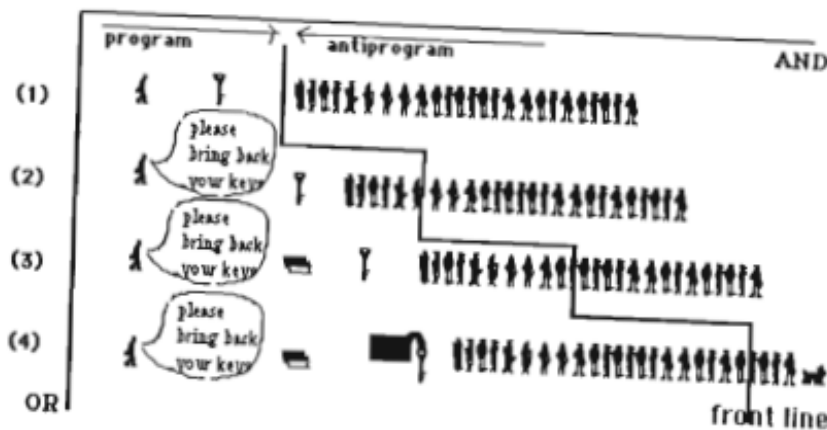 program
antiprogram
AND
(1)
please
bring back
your keys
(2)
please
bring back
your keys
(3)
please
bring back
your keys
(4)
OR
front line